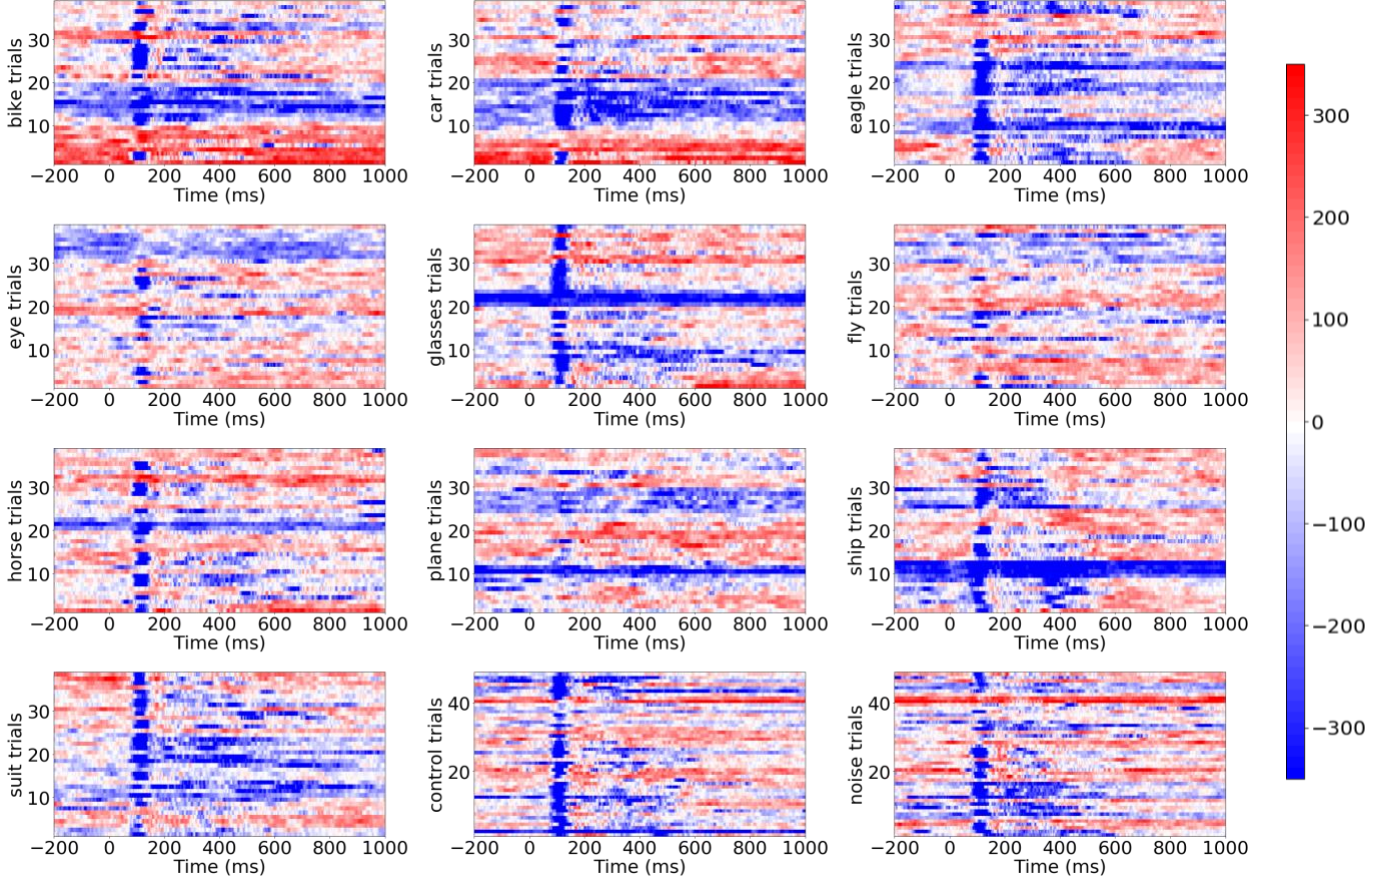 bike trials
30
20
10
−200 0 200 400 600 800 1000
Time (ms)
car trials
30
20
10
−200 0 200 400 600 800 1000
Time (ms)
eagle trials
30
20
10
−200 0 200 400 600 800 1000
Time (ms)
eye trials
30
20
10
−200 0 200 400 600 800 1000
Time (ms)
glasses trials
30
20
10
−200 0 200 400 600 800 1000
Time (ms)
fly trials
30
20
10
−200 0 200 400 600 800 1000
Time (ms)
horse trials
30
20
10
−200 0 200 400 600 800 1000
Time (ms)
plane trials
30
20
10
−200 0 200 400 600 800 1000
Time (ms)
ship trials
30
20
10
−200 0 200 400 600 800 1000
Time (ms)
suit trials
30
20
10
−200 0 200 400 600 800 1000
Time (ms)
control trials
40
20
−200 0 200 400 600 800 1000
Time (ms)
noise trials
40
20
−200 0 200 400 600 800 1000
Time (ms)
300
200
100
0
−100
−200
−300